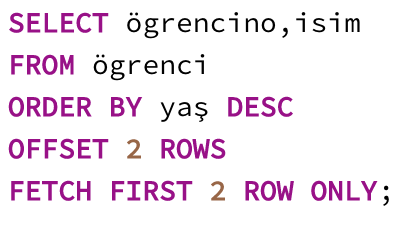 SELECT ögrencino,isim
FROM ögrenci
ORDER BY yaş DESC
OFFSET 2 ROWS
FETCH FIRST 2 ROW ONLY;